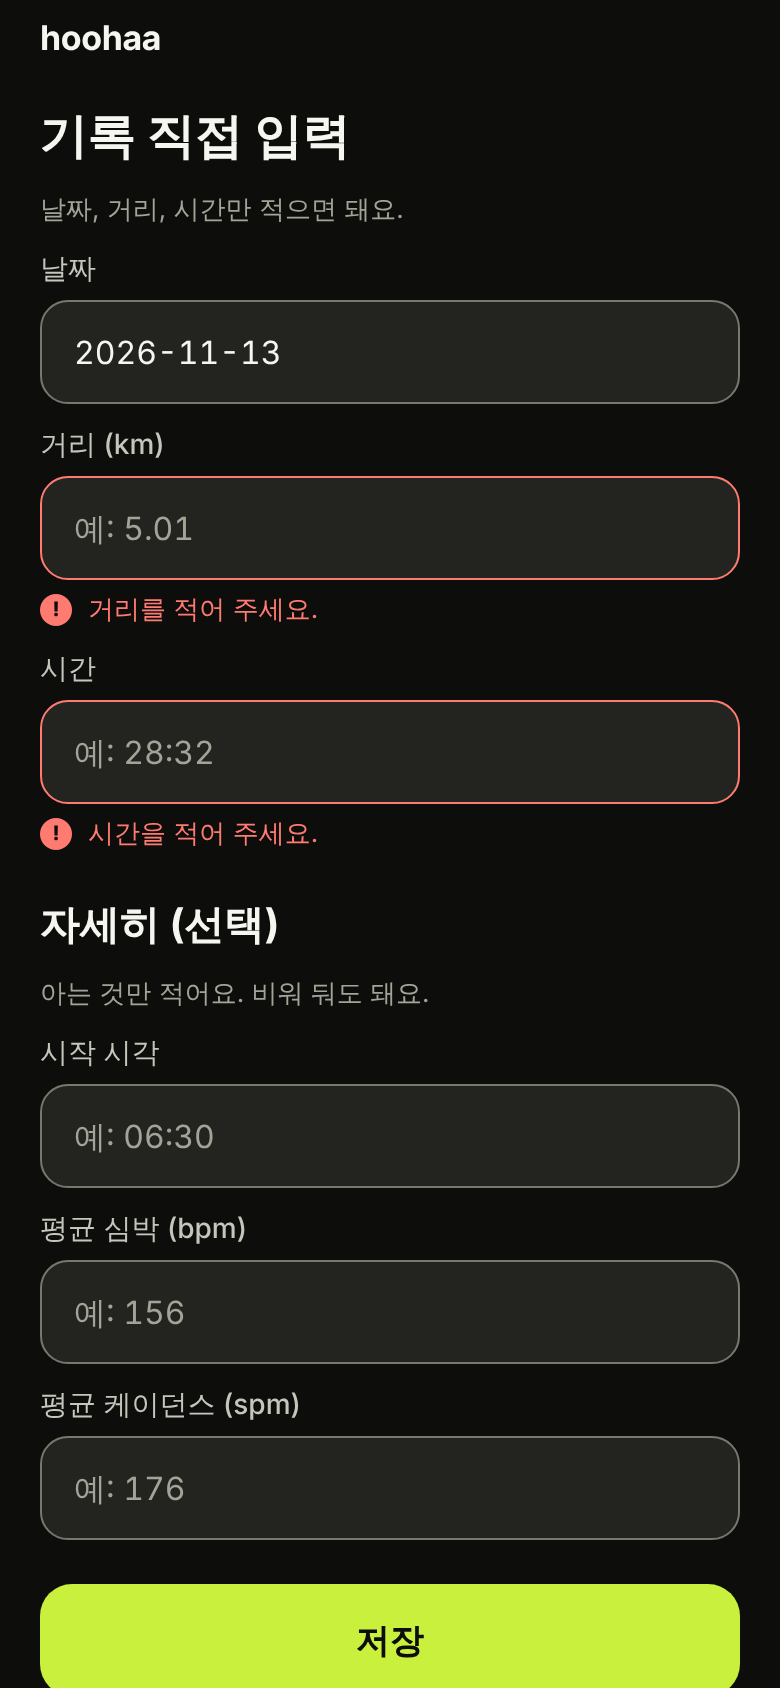 hoohaa
기록 직접 입력
날짜, 거리, 시간만 적으면 돼요.
날짜
2026-11-13
거리 (km)
예: 5.01
! 거리를 적어 주세요.
시간
예: 28:32
! 시간을 적어 주세요.
자세히 (선택)
아는 것만 적어요. 비워 둬도 돼요.
시작 시각
예: 06:30
평균 심박 (bpm)
예: 156
평균 케이던스 (spm)
예: 176
저장